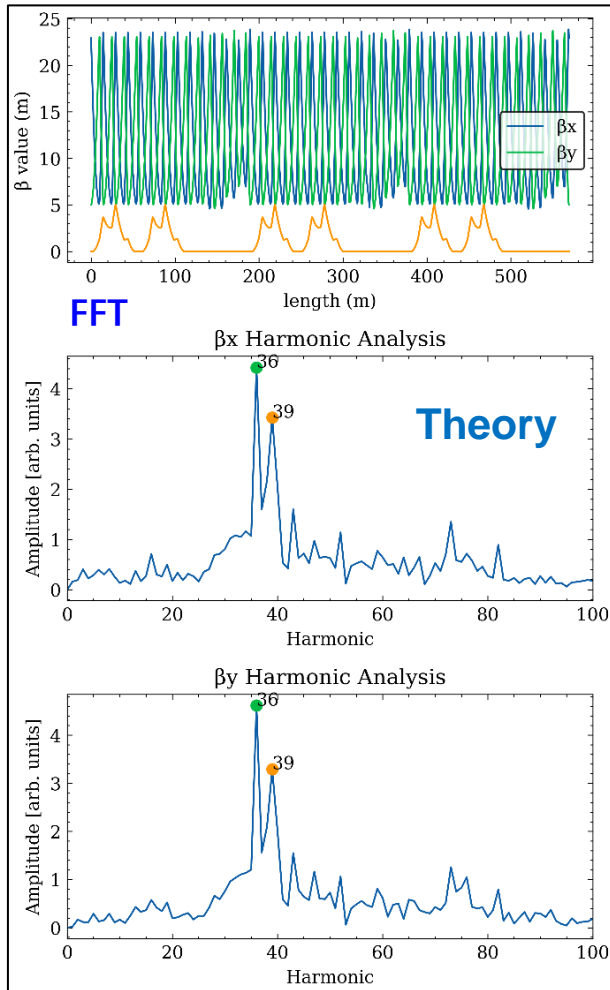 25
20
15
10
5
0
β value (m)
βx
βy
0 100 200 300 400 500
length (m)
FFT
βx Harmonic Analysis
36
39
Theory
4
3
2
1
0
Amplitude [arb. units]
0 20 40 60 80 100
Harmonic
βy Harmonic Analysis
36
39
4
3
2
1
0
Amplitude [arb. units]
0 20 40 60 80 100
Harmonic